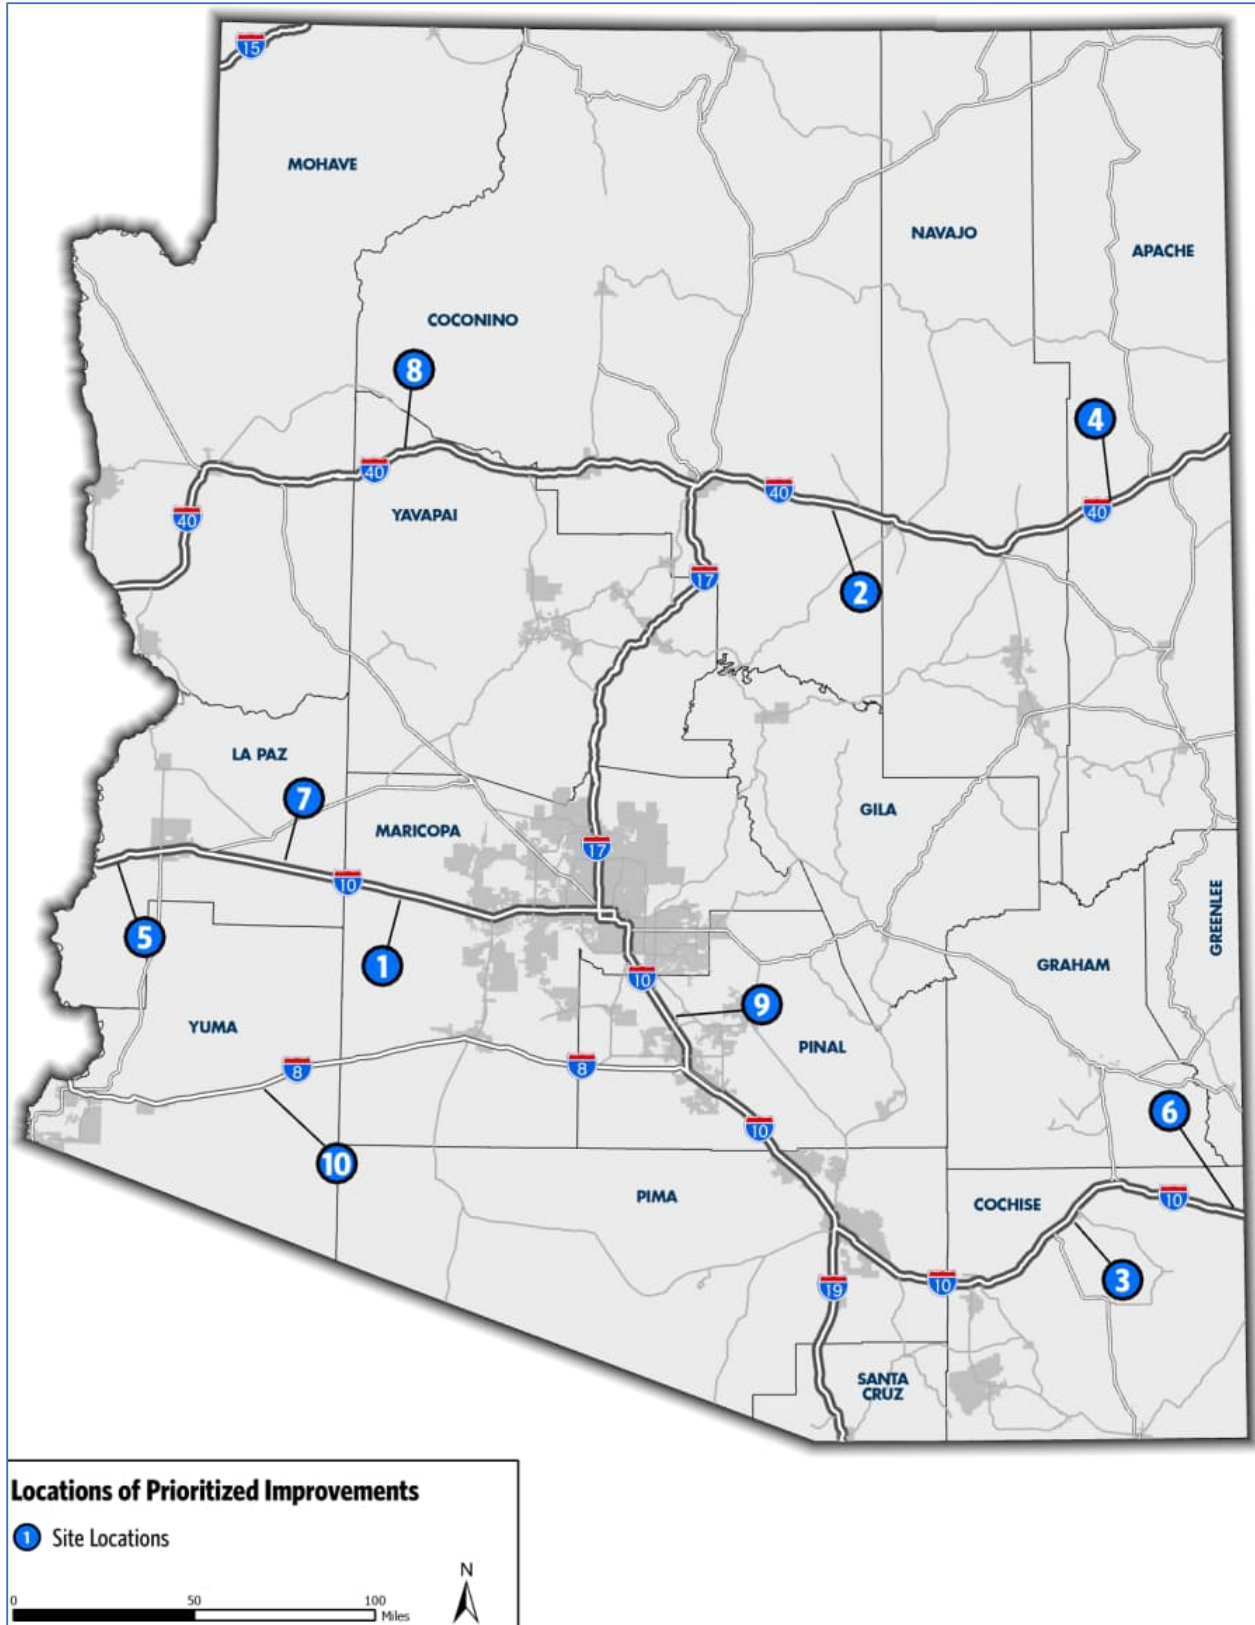 15
MOHAVE
NAVAJO
APACHE
COCONINO
8
4
40
40
40
40
YAVAPAI
17
2
LA PAZ
7
GILA
MARICOPA
17
10
GREENLEE
5
1
GRAHAM
10
9
YUMA
PINAL
8
8
6
10
10
PIMA
COCHISE
10
3
19
10
SANTA
CRUZ
Locations of Prioritized Improvements
1 Site Locations
N
0 50 100
Miles